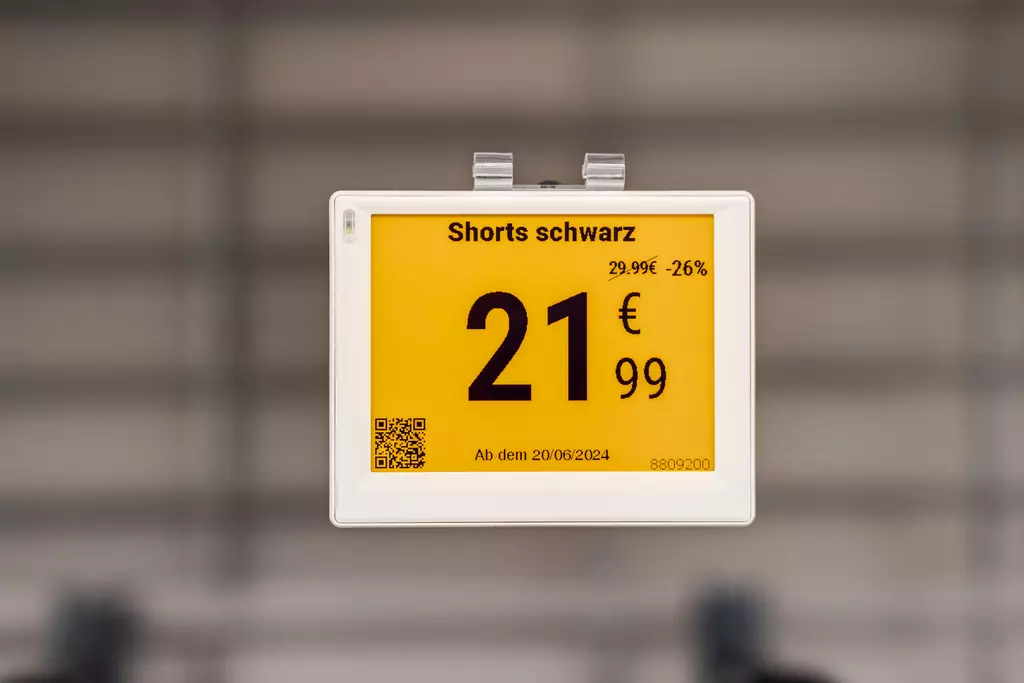 Shorts schwarz
29.99€ -26%
21 € 99
Ab dem 20/06/2024
8809200